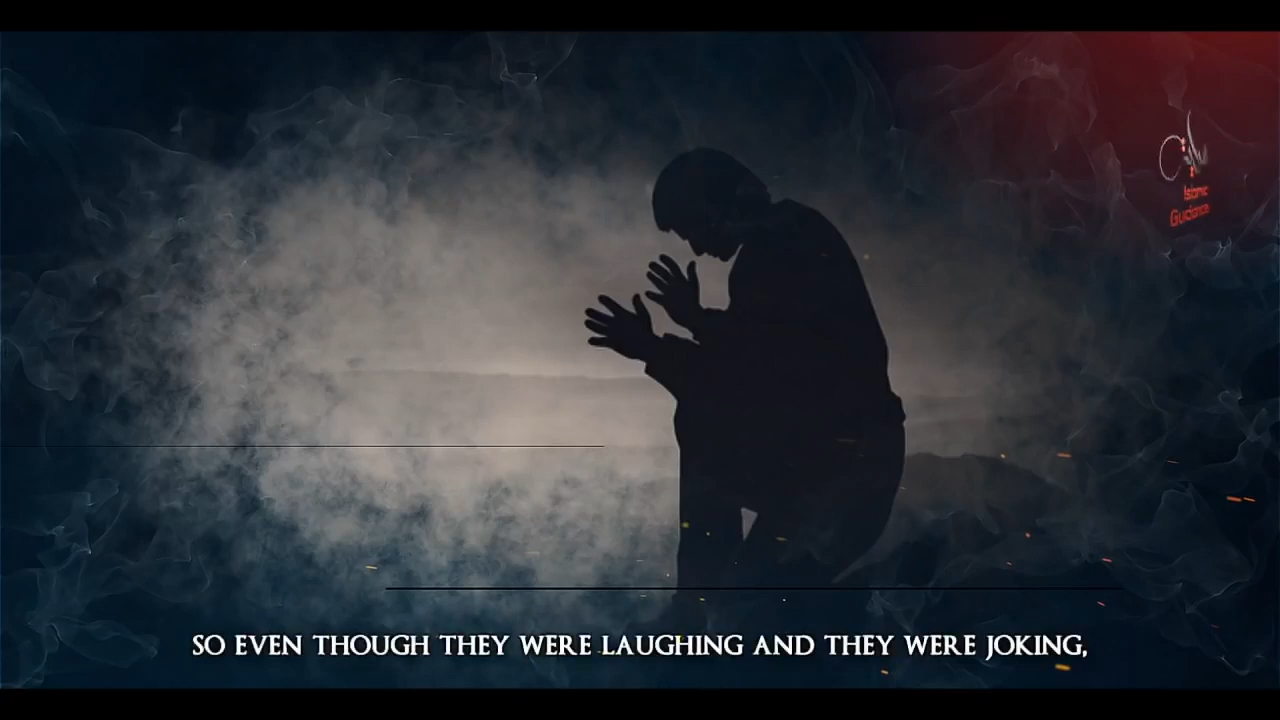 Islamic
Guidance
SO EVEN THOUGH THEY WERE LAUGHING AND THEY WERE JOKING,